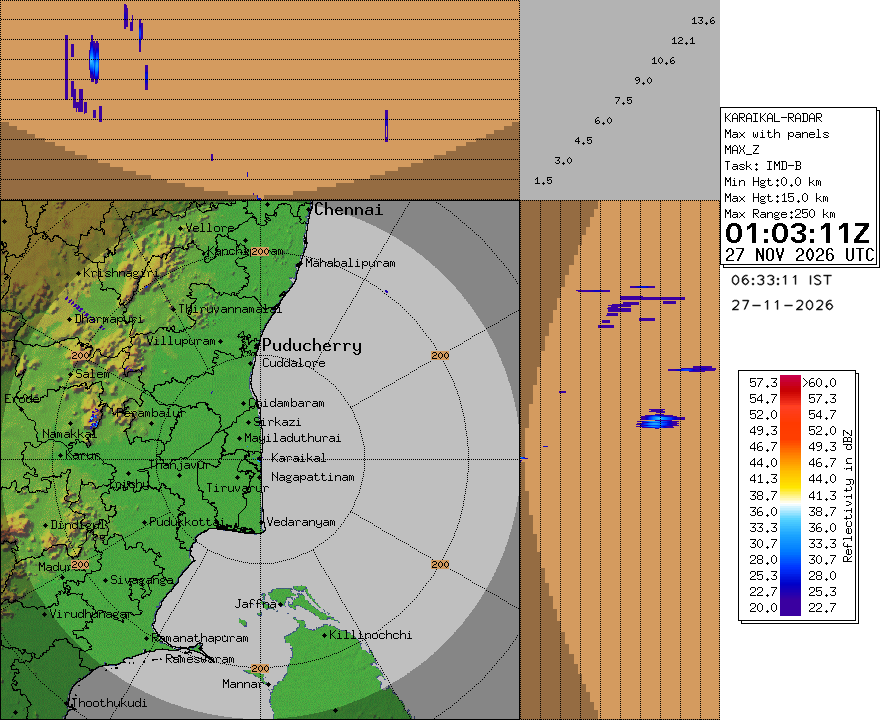 13.6
12.1
10.6
9.0
7.5
6.0
4.5
3.0
1.5
KARAIKAL-RADAR
Max with panels
MAX_Z
Task: IMD-B
Min Hgt:0.0 km
Max Hgt:15.0 km
Max Range:250 km
01:03:11Z
27 NOV 2026 UTC
06:33:11 IST
27-11-2026
Chennai
Vellore
200
Mahabalipuram
Krishnagiri
Thiruvannamalai
Dharmapuri
Villupuram
Puducherry
200
200
Cuddalore
Salem
Erode
Chidambaram
Perambalur
Sirkazi
Namakkal
Mayiladuthurai
Karur
Karaikal
Thanjavur
Nagapattinam
Tiruvarur
Dindigul
Pudukkottai
Vedaranyam
200
200
Sivaganga
Jaffna
Virudhunagar
Killinochchi
Ramanathapuram
Rameswaram
200
Mannar
Thoothukudi
57.3 >60.0
54.7 57.3
52.0 54.7
49.3 52.0
46.7 49.3
44.0 46.7
41.3 44.0
38.7 41.3
36.0 38.7
33.3 36.0
30.7 33.3
28.0 30.7
25.3 28.0
22.7 25.3
20.0 22.7
Reflectivity in dBZ